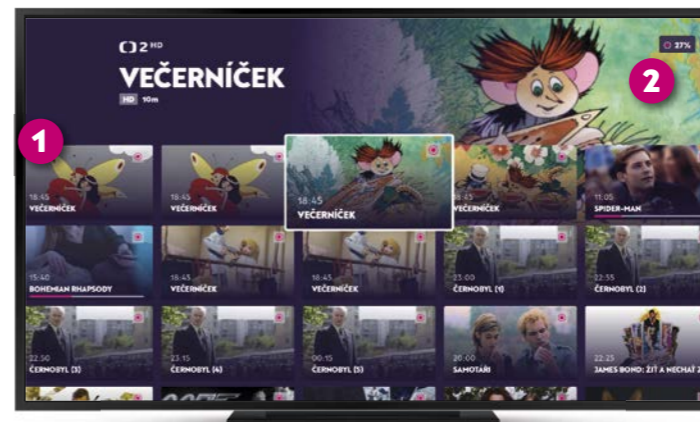 2 HD
VEČERNÍČEK
HD 10m
27%
2
1
18:45
VEČERNÍČEK
18:45
VEČERNÍČEK
18:45
VEČERNÍČEK
18:45
VEČERNÍČEK
11:05
SPIDER-MAN
15:40
BOHEMIAN RHAPSODY
18:45
VEČERNÍČEK
18:45
VEČERNÍČEK
23:00
ČERNOBYL (1)
22:35
ČERNOBYL (2)
22:50
ČERNOBYL (3)
23:15
ČERNOBYL (4)
00:15
ČERNOBYL (5)
20:00
SAMOTÁŘI
22:25
JAMES BOND: ŽÍT A NECHAT Z